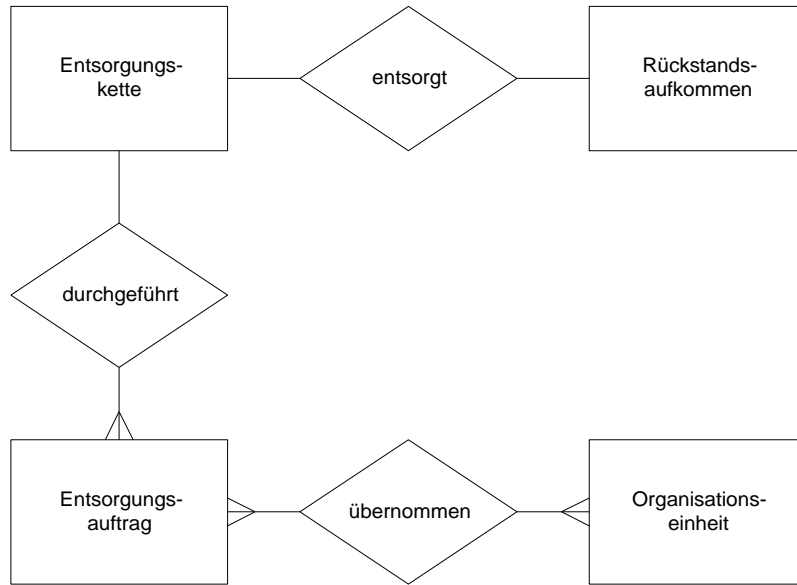 Entsorgungs-
kette
entsorgt
Rückstands-
aufkommen
durchgeführt
Entsorgungs-
auftrag
übernommen
Organisations-
einheit